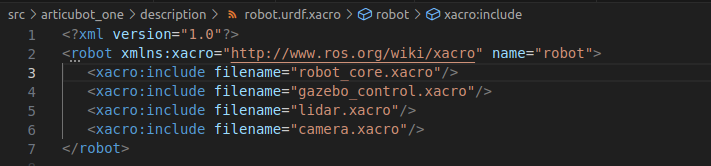 src > articubot_one > description > robot.urdf.xacro > robot > xacro:include
1 <?xml version="1.0"?>
2 <robot xmlns:xacro="http://www.ros.org/wiki/xacro" name="robot">
3 <xacro:include filename="robot_core.xacro"/>
4 <xacro:include filename="gazebo_control.xacro"/>
5 <xacro:include filename="lidar.xacro"/>
6 <xacro:include filename="camera.xacro"/>
7 </robot>